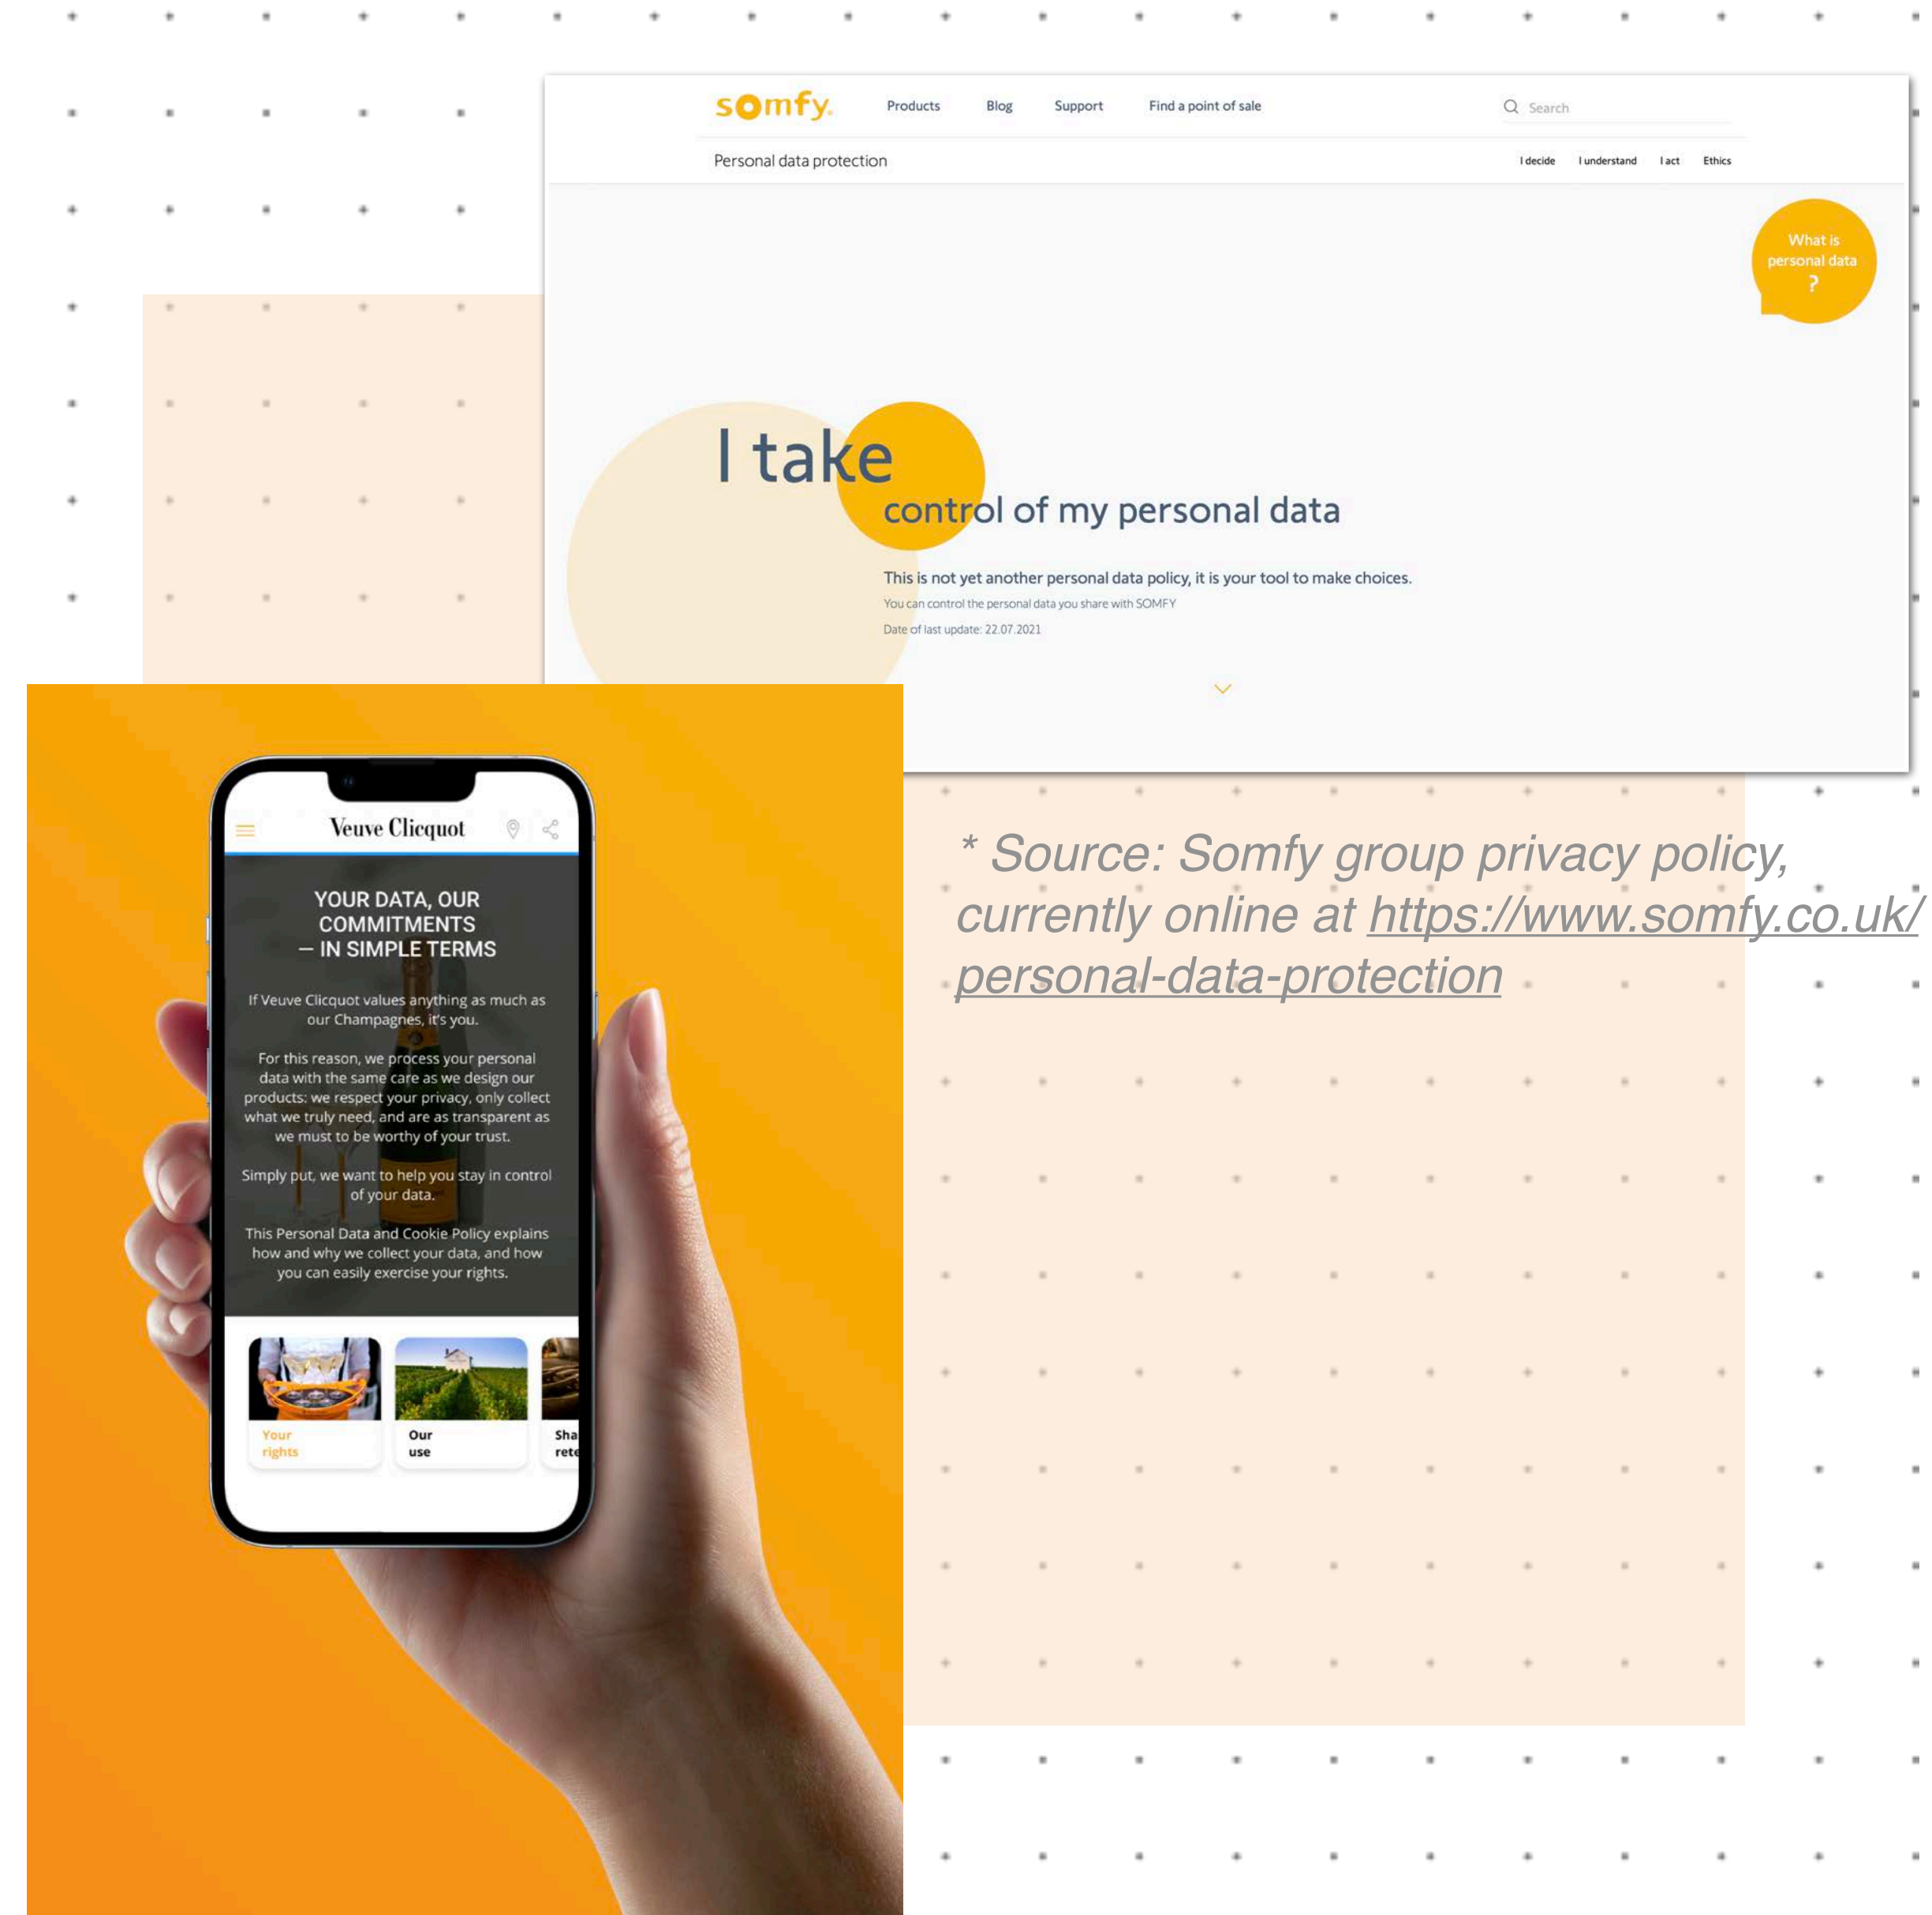 somfy.
Products Blog Support Find a point of sale Search
Personal data protection I decide I understand I act Ethics
What is
personal data
?
I take
control of my personal data
This is not yet another personal data policy, it is your tool to make choices.
You can control the personal data you share with SOMFY
Date of last update: 22.07.2021
Veuve Clicquot
YOUR DATA, OUR
COMMITMENTS
— IN SIMPLE TERMS
If Veuve Clicquot values anything as much as
our Champagnes, it's you.
For this reason, we process your personal
data with the same care as we design our
products: we respect your privacy, only collect
what we truly need, and are as transparent as
we must to be worthy of your trust.
Simply put, we want to help you stay in control
of your data.
This Personal Data and Cookie Policy explains
how and why we collect your data, and how
you can easily exercise your rights.
Your
rights
Our
use
Sha
rete
* Source: Somfy group privacy policy,
currently online at https://www.somfy.co.uk/
personal-data-protection